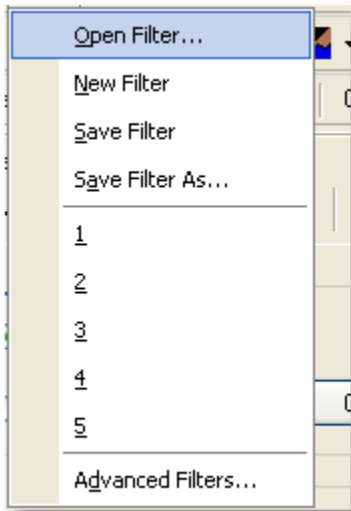 Open Filter...
New Filter
Save Filter
Save Filter As...
1
2
3
4
5
Advanced Filters...